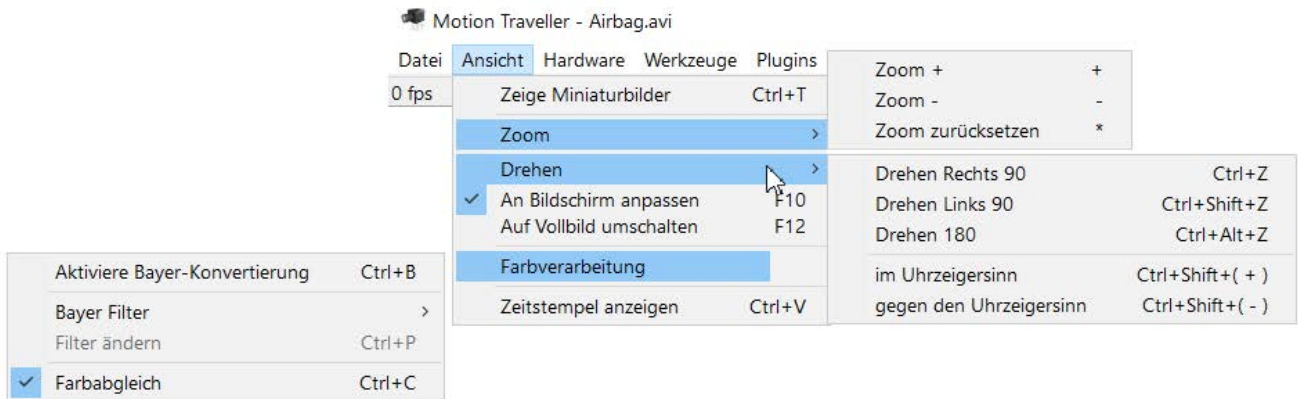 Motion Traveller - Airbag.avi
Datei Ansicht Hardware Werkzeuge Plugins
0 fps
Zeige Miniaturbilder Ctrl+T
Zoom >
Drehen >
✓ An Bildschirm anpassen F10
Auf Vollbild umschalten F12
Farbverarbeitung
Zeitstempel anzeigen Ctrl+V
Zoom + +
Zoom - -
Zoom zurücksetzen *
Drehen Rechts 90 Ctrl+Z
Drehen Links 90 Ctrl+Shift+Z
Drehen 180 Ctrl+Alt+Z
im Uhrzeigersinn Ctrl+Shift+( + )
gegen den Uhrzeigersinn Ctrl+Shift+( - )
Aktiviere Bayer-Konvertierung Ctrl+B
Bayer Filter >
Filter ändern Ctrl+P
✓ Farbabgleich Ctrl+C